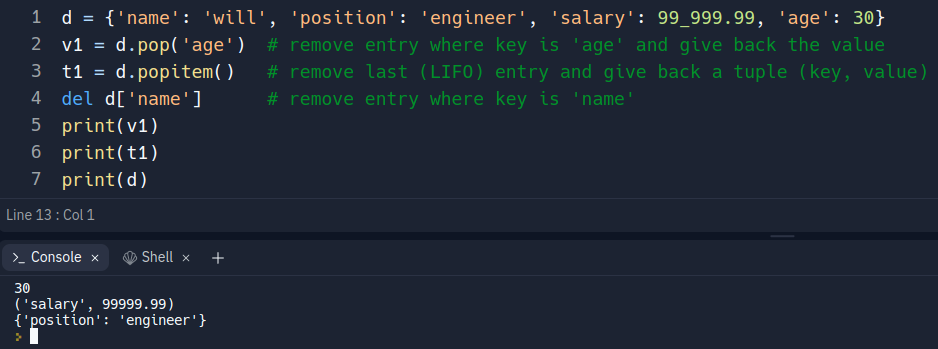 1 d = {'name': 'will', 'position': 'engineer', 'salary': 99_999.99, 'age': 30}
2 v1 = d.pop('age')  # remove entry where key is 'age' and give back the value
3 t1 = d.popitem()   # remove last (LIFO) entry and give back a tuple (key, value)
4 del d['name']      # remove entry where key is 'name'
5 print(v1)
6 print(t1)
7 print(d)
Line 13 : Col 1
>_ Console × Shell × +
30
('salary', 99999.99)
{'position': 'engineer'}